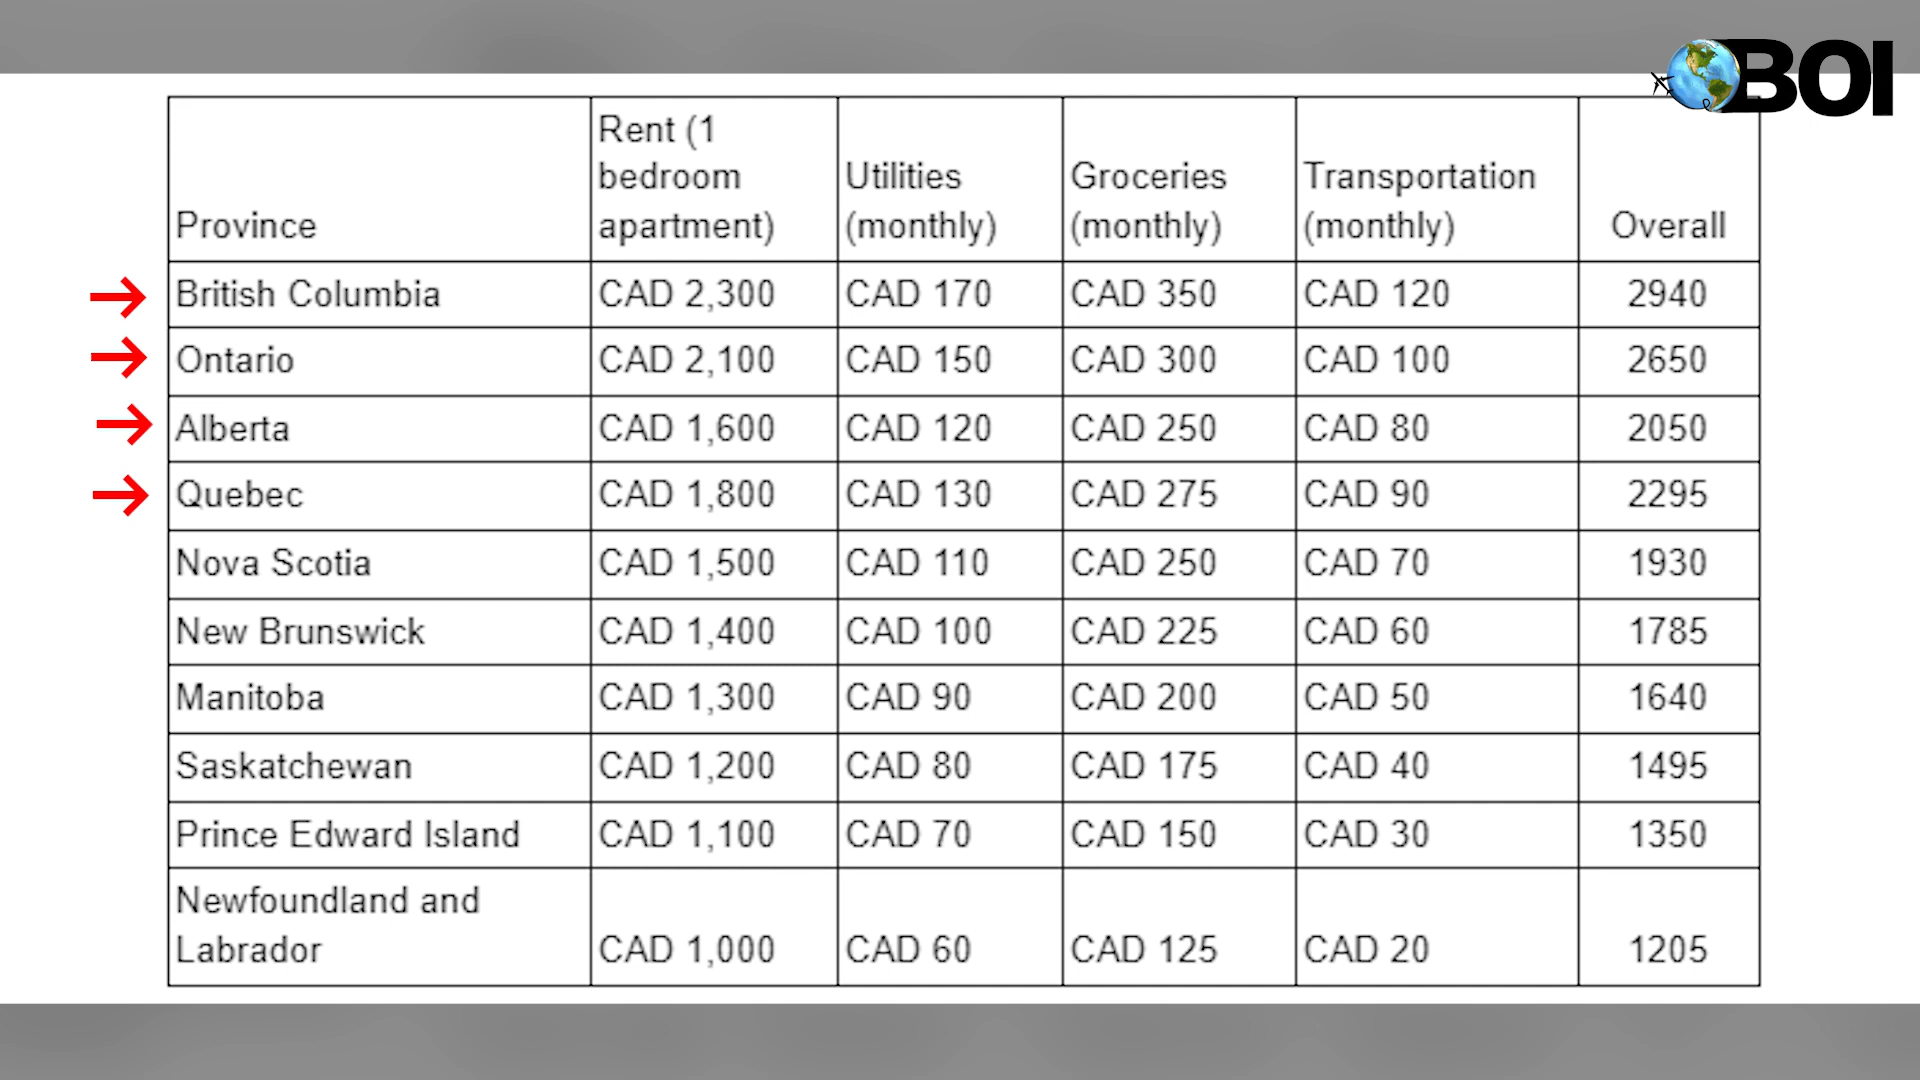 BOI
Province Rent (1 bedroom apartment) Utilities (monthly) Groceries (monthly) Transportation (monthly) Overall
British Columbia CAD 2,300 CAD 170 CAD 350 CAD 120 2940
Ontario CAD 2,100 CAD 150 CAD 300 CAD 100 2650
Alberta CAD 1,600 CAD 120 CAD 250 CAD 80 2050
Quebec CAD 1,800 CAD 130 CAD 275 CAD 90 2295
Nova Scotia CAD 1,500 CAD 110 CAD 250 CAD 70 1930
New Brunswick CAD 1,400 CAD 100 CAD 225 CAD 60 1785
Manitoba CAD 1,300 CAD 90 CAD 200 CAD 50 1640
Saskatchewan CAD 1,200 CAD 80 CAD 175 CAD 40 1495
Prince Edward Island CAD 1,100 CAD 70 CAD 150 CAD 30 1350
Newfoundland and Labrador CAD 1,000 CAD 60 CAD 125 CAD 20 1205